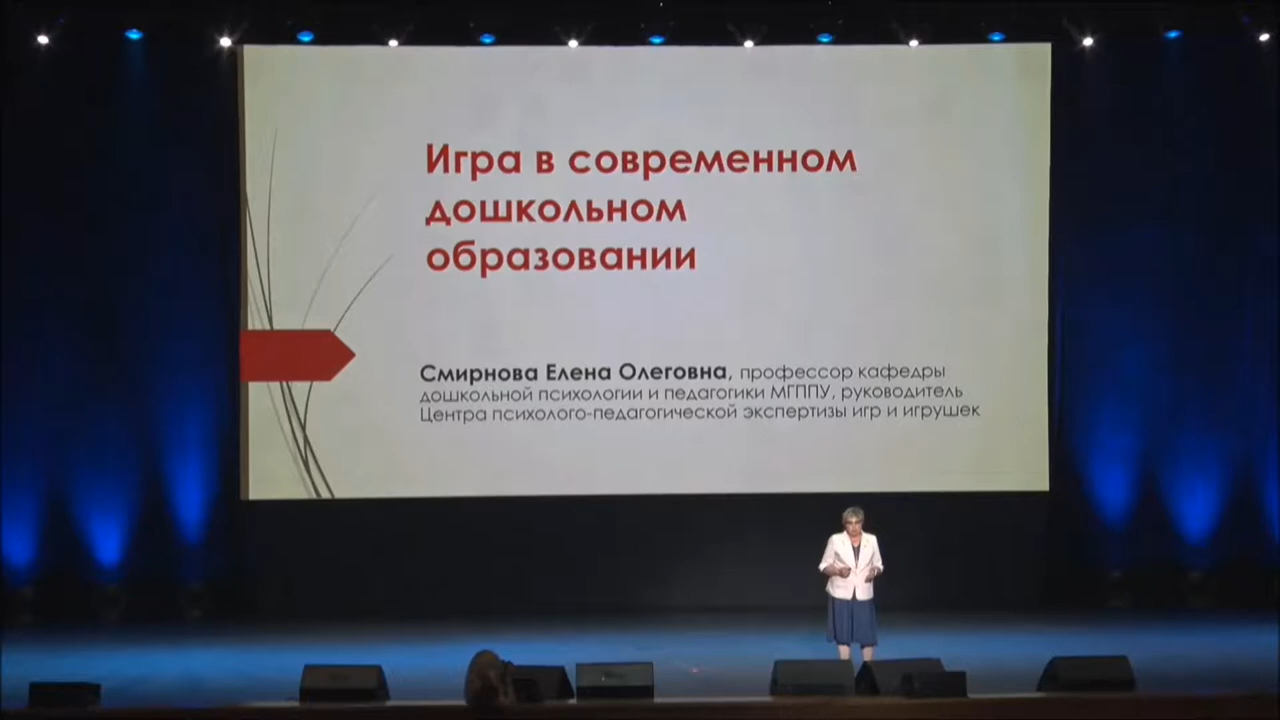 Игра в современном
дошкольном
образовании
Смирнова Елена Олеговна, профессор кафедры
дошкольной психологии и педагогики МГППУ, руководитель
Центра психолого-педагогической экспертизы игр и игрушек